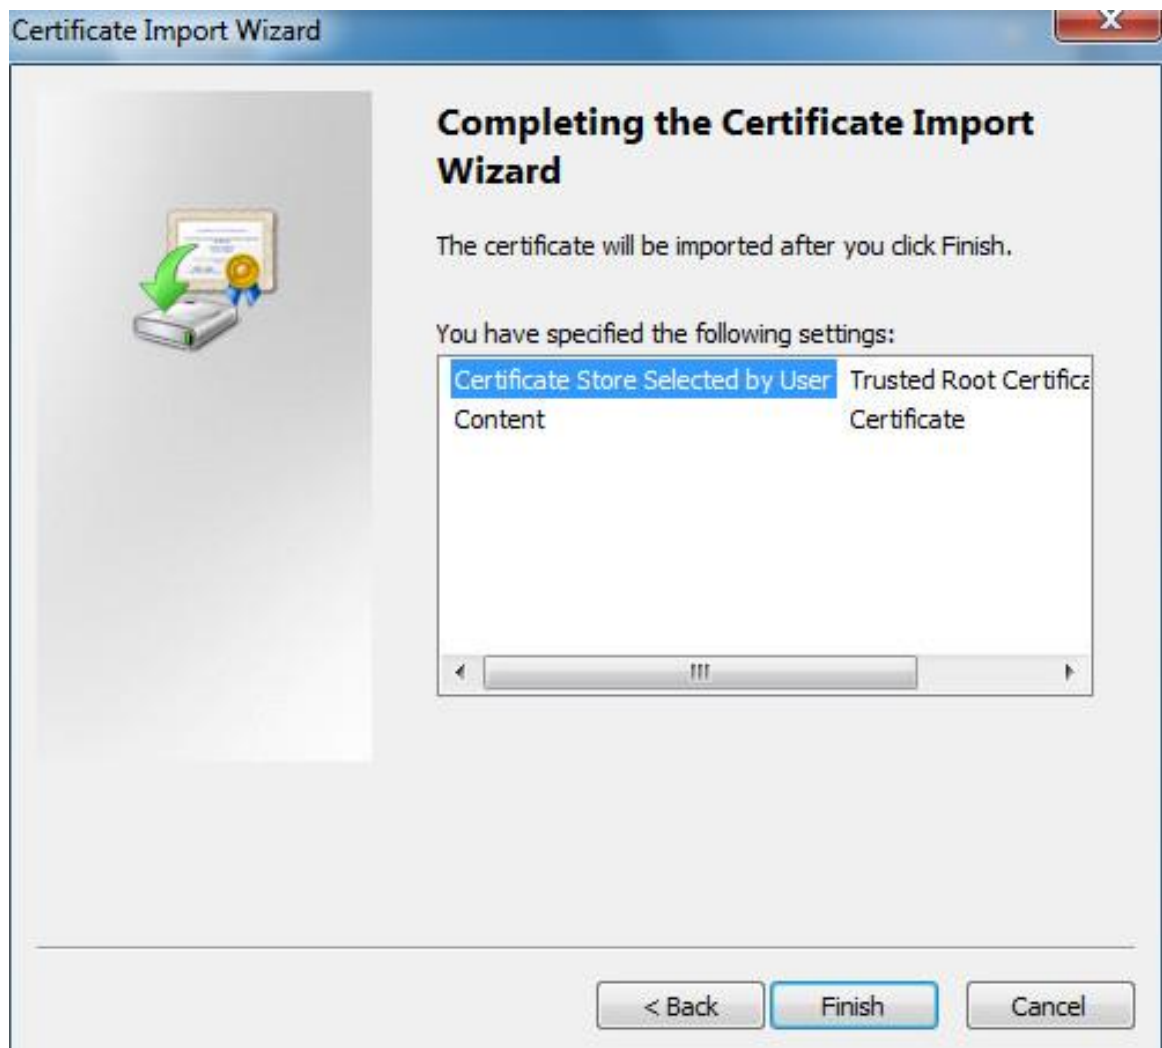 Certificate Import Wizard
Completing the Certificate Import
Wizard
The certificate will be imported after you click Finish.
You have specified the following settings:
Certificate Store Selected by User Trusted Root Certifica
Content Certificate
< Back Finish Cancel